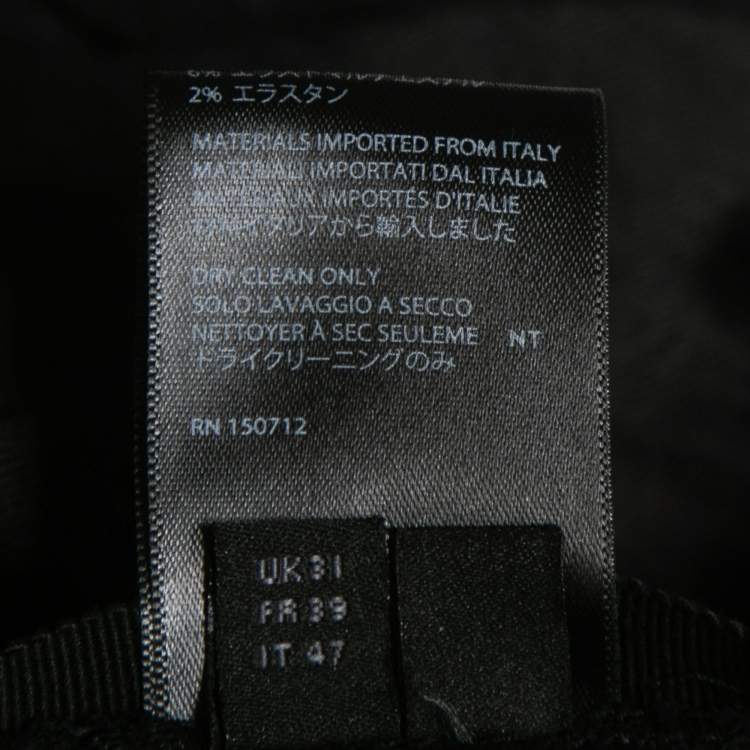 2% エラスタン
MATERIALS IMPORTED FROM ITALY
MATERIALI IMPORTATI DAL ITALIA
MATERIAUX IMPORTÉS D'ITALIE
イタリアから輸入しました
DRY CLEAN ONLY
SOLO LAVAGGIO A SECCO
NETTOYER À SEC SEULEME NT
ドライクリーニングのみ
RN 150712
UK 31
FR 39
IT 47